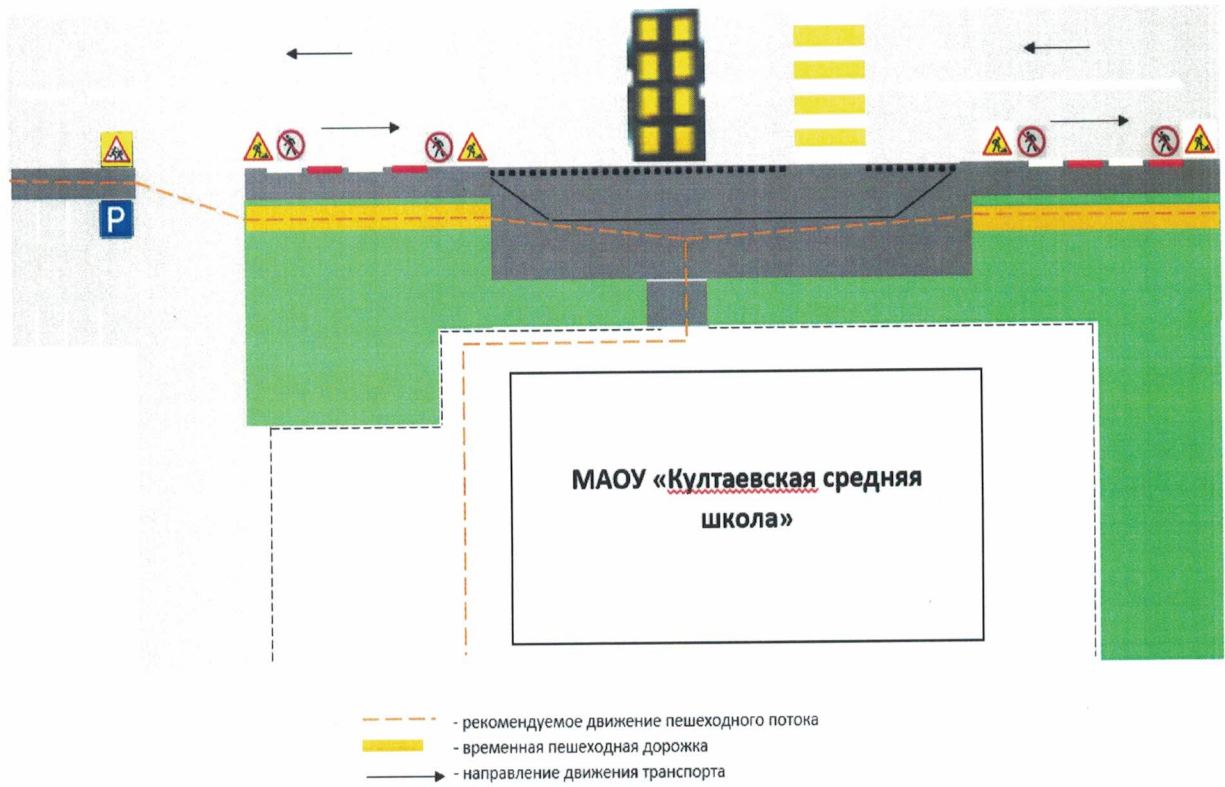 P
МАОУ «Култаевская средняя
школа»
- рекомендуемое движение пешеходного потока
- временная пешеходная дорожка
- направление движения транспорта